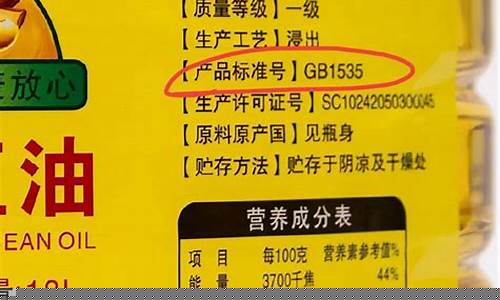 【质量等级】一级
【生产工艺】浸出
【产品标准号】GB1535
【生产许可证号】SC10242050300045
【原料原产国】见瓶身
【贮存方法】贮存于阴凉及干燥处
放心
油
EAN OIL
营养成分表
项目 每100克 营养素参考值%
能量 3700千焦 44%